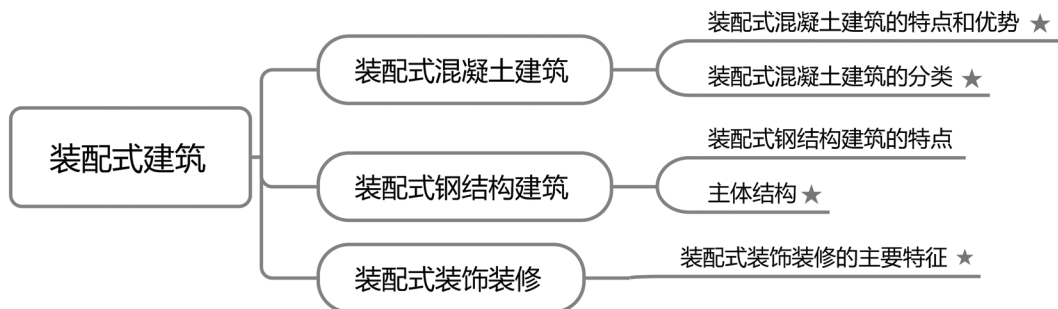 装配式混凝土建筑的特点和优势 ★
装配式混凝土建筑
装配式混凝土建筑的分类 ★
装配式建筑
装配式钢结构建筑的特点
装配式钢结构建筑
主体结构★
装配式装饰装修的主要特征 ★
装配式装饰装修